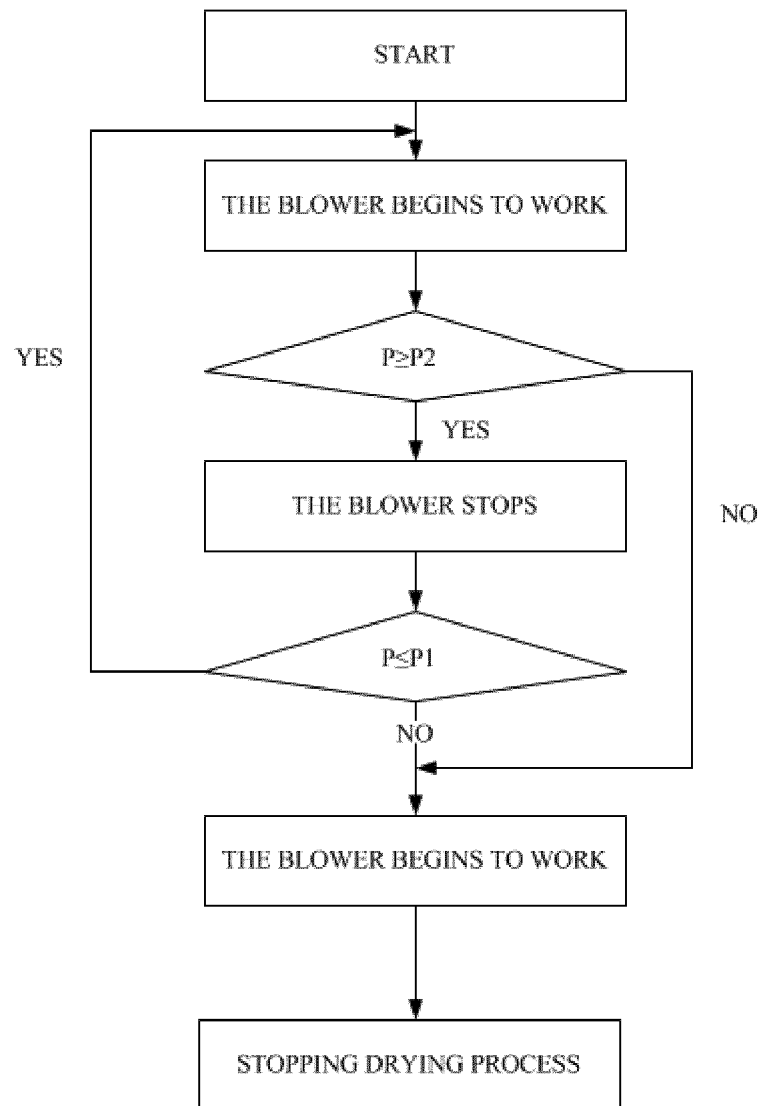 START
THE BLOWER BEGINS TO WORK
YES
P≥P2
YES
THE BLOWER STOPS
NO
P≤P1
NO
THE BLOWER BEGINS TO WORK
STOPPING DRYING PROCESS